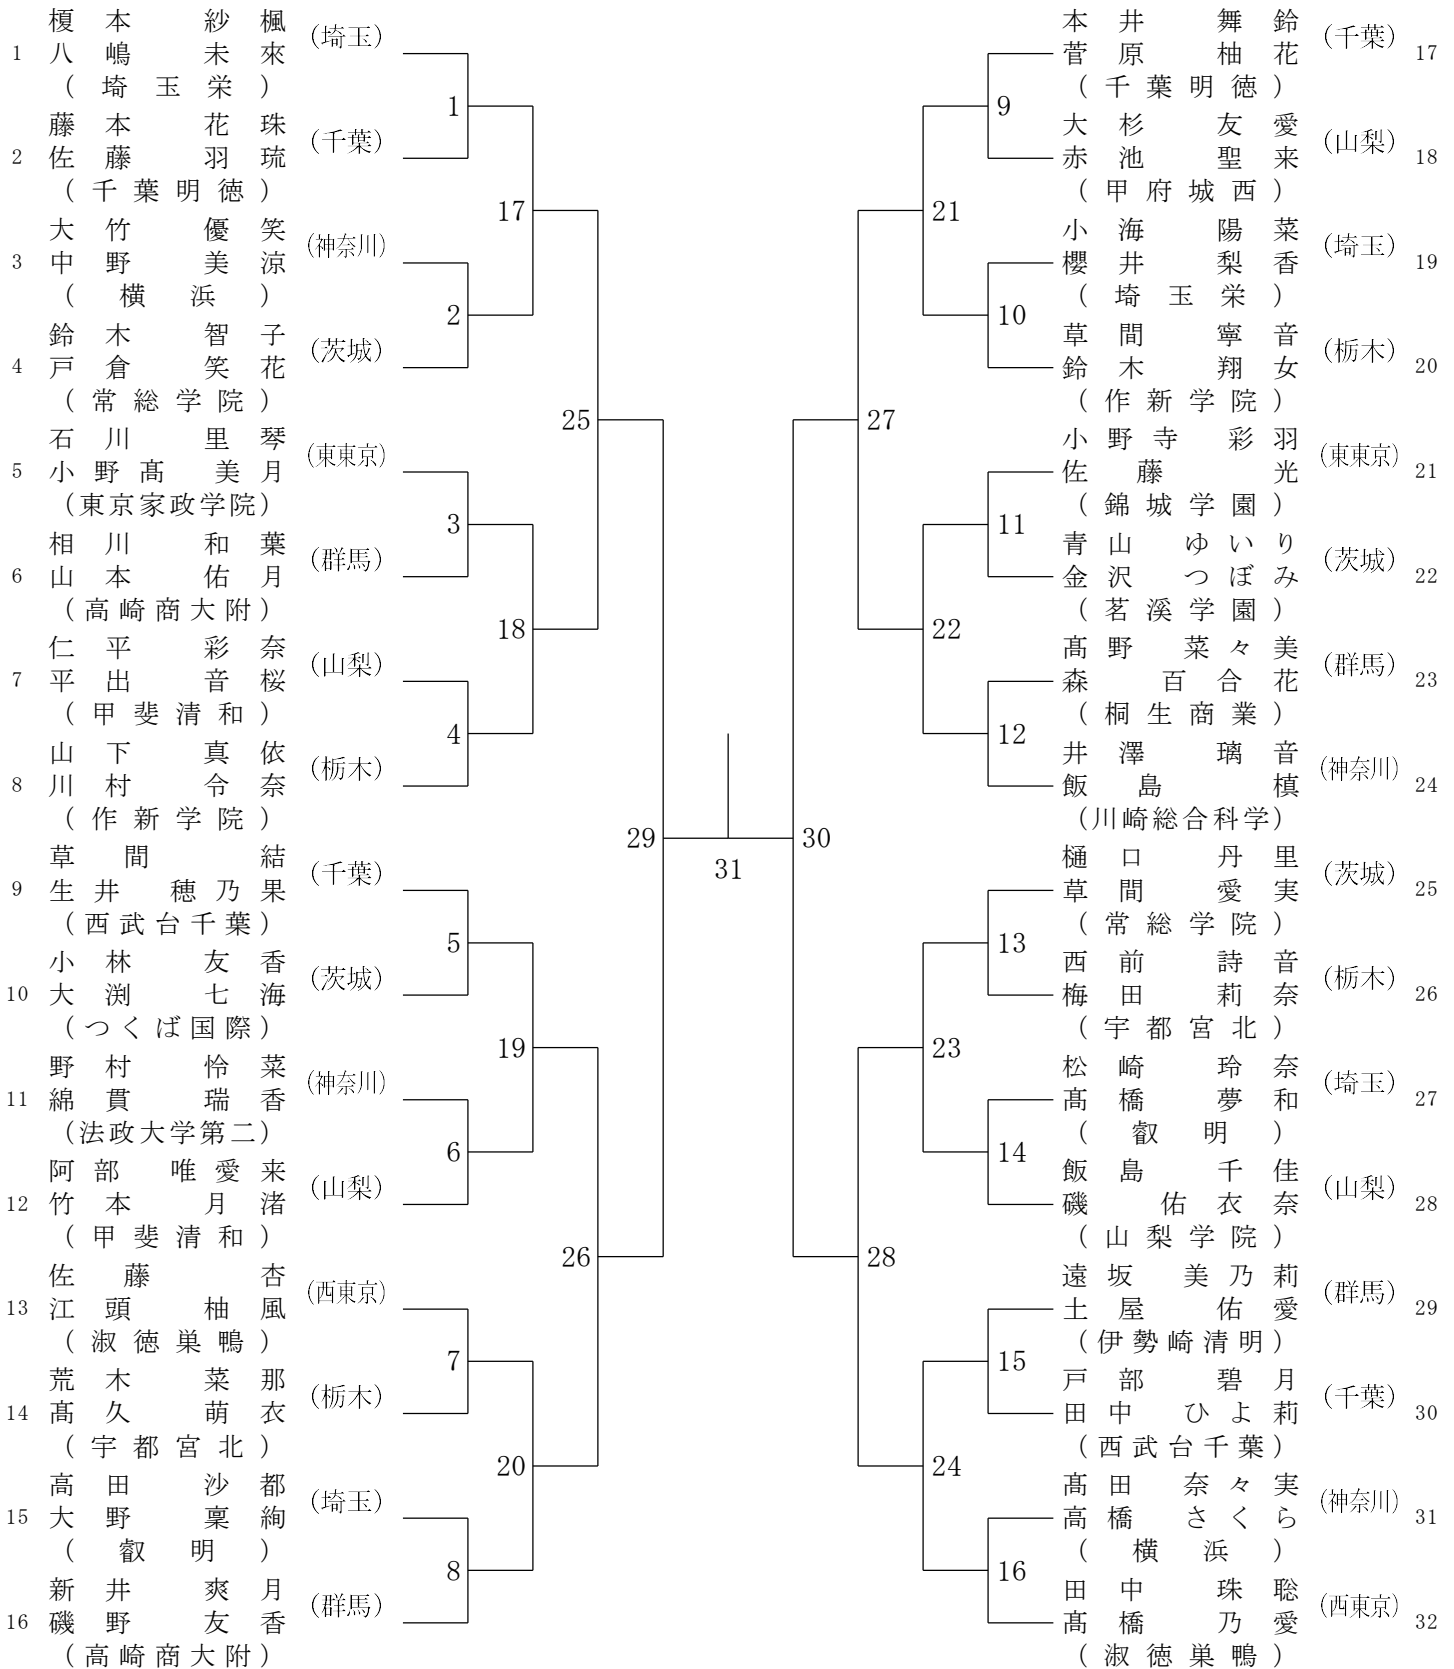 榎本 紗楓 (埼玉)
1 八嶋 未來
(埼玉栄)
1
藤本 花珠 (千葉)
2 佐藤 羽琉
(千葉明徳)
17
大竹 優笑 (神奈川)
3 中野 美涼
(横浜)
2
鈴木 智子 (茨城)
4 戸倉 笑花
(常総学院)
25
石川 里琴 (東東京)
5 小野髙 美月
(東京家政学院)
3
相川 和葉 (群馬)
6 山本 佑月
(高崎商大附)
18
仁平 彩奈 (山梨)
7 平出 音桜
(甲斐清和)
4
山下 真依 (栃木)
8 川村 令奈
(作新学院)
29
草間 結 (千葉)
9 生井 穂乃果
(西武台千葉)
5
小林 友香 (茨城)
10 大渕 七海
(つくば国際)
19
野村 怜菜 (神奈川)
11 綿貫 瑞香
(法政大学第二)
6
阿部 唯愛来 (山梨)
12 竹本 月渚
(甲斐清和)
26
佐藤 杏 (西東京)
13 江頭 柚風
(淑徳巣鴨)
7
荒木 菜那 (栃木)
14 髙久 萌衣
(宇都宮北)
20
高田 沙都 (埼玉)
15 大野 稟絢
(叡明)
8
新井 爽月 (群馬)
16 磯野 友香
(高崎商大附)
31
本井 舞鈴 (千葉)
菅原 柚花 17
(千葉明徳)
9
大杉 友愛 (山梨)
赤池 聖来 18
(甲府城西)
21
小海 陽菜 (埼玉)
櫻井 梨香 19
(埼玉栄)
10
草間 寧音 (栃木)
鈴木 翔女 20
(作新学院)
27
小野寺 彩羽 (東東京)
佐藤 光 21
(錦城学園)
11
青山 ゆいり (茨城)
金沢 つぼみ 22
(茗溪学園)
22
髙野 菜々美 (群馬)
森 百合花 23
(桐生商業)
12
井澤 璃音 (神奈川)
飯島 槙 24
(川崎総合科学)
30
樋口 丹里 (茨城)
草間 愛実 25
(常総学院)
13
西前 詩音 (栃木)
梅田 莉奈 26
(宇都宮北)
23
松崎 玲奈 (埼玉)
髙橋 夢和 27
(叡明)
14
飯島 千佳 (山梨)
磯 佑衣奈 28
(山梨学院)
28
遠坂 美乃莉 (群馬)
土屋 佑愛 29
(伊勢崎清明)
15
戸部 碧月 (千葉)
田中 ひよ莉 30
(西武台千葉)
24
髙田 奈々実 (神奈川)
高橋 さくら 31
(横浜)
16
田中 珠聡 (西東京)
髙橋 乃愛 32
(淑徳巣鴨)